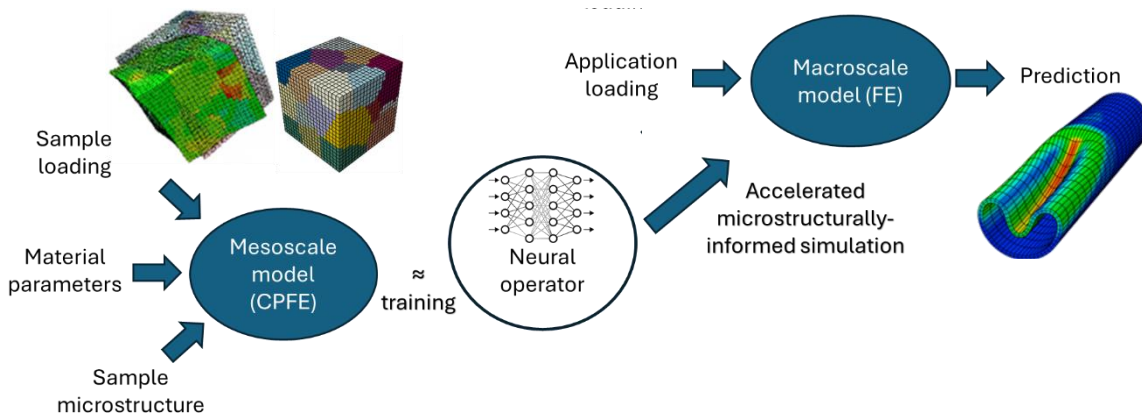 Sample
loading
Material
parameters
Sample
microstructure
Mesoscale
model
(CPFE)
≈
training
Neural
operator
Application
loading
Accelerated
microstructurally-
informed simulation
Macroscale
model (FE)
Prediction